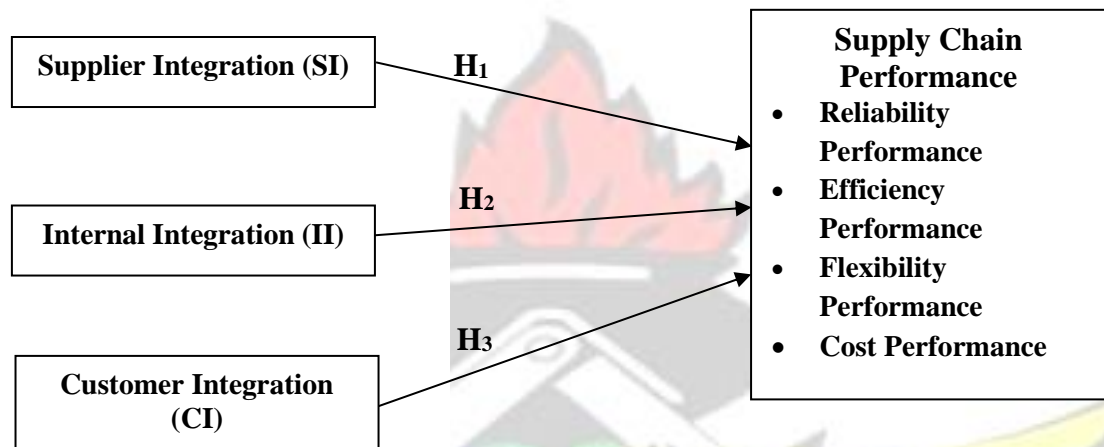 Supplier Integration (SI)
H₁
Supply Chain
Performance
• Reliability
Performance
• Efficiency
Performance
• Flexibility
Performance
• Cost Performance
Internal Integration (II)
H₂
Customer Integration
(CI)
H₃